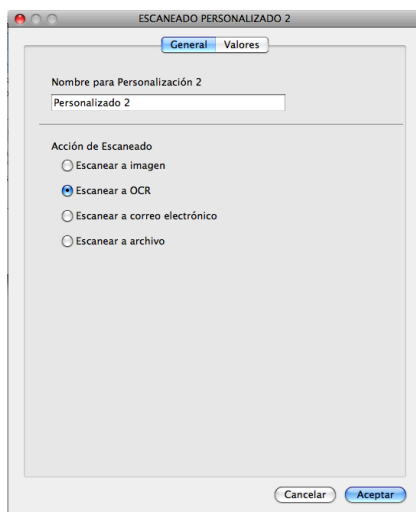 ESCANEADO PERSONALIZADO 2
General Valores
Nombre para Personalización 2
Personalizado 2
Acción de Escaneado
Escanear a imagen
Escanear a OCR
Escanear a correo electrónico
Escanear a archivo
Cancelar Aceptar